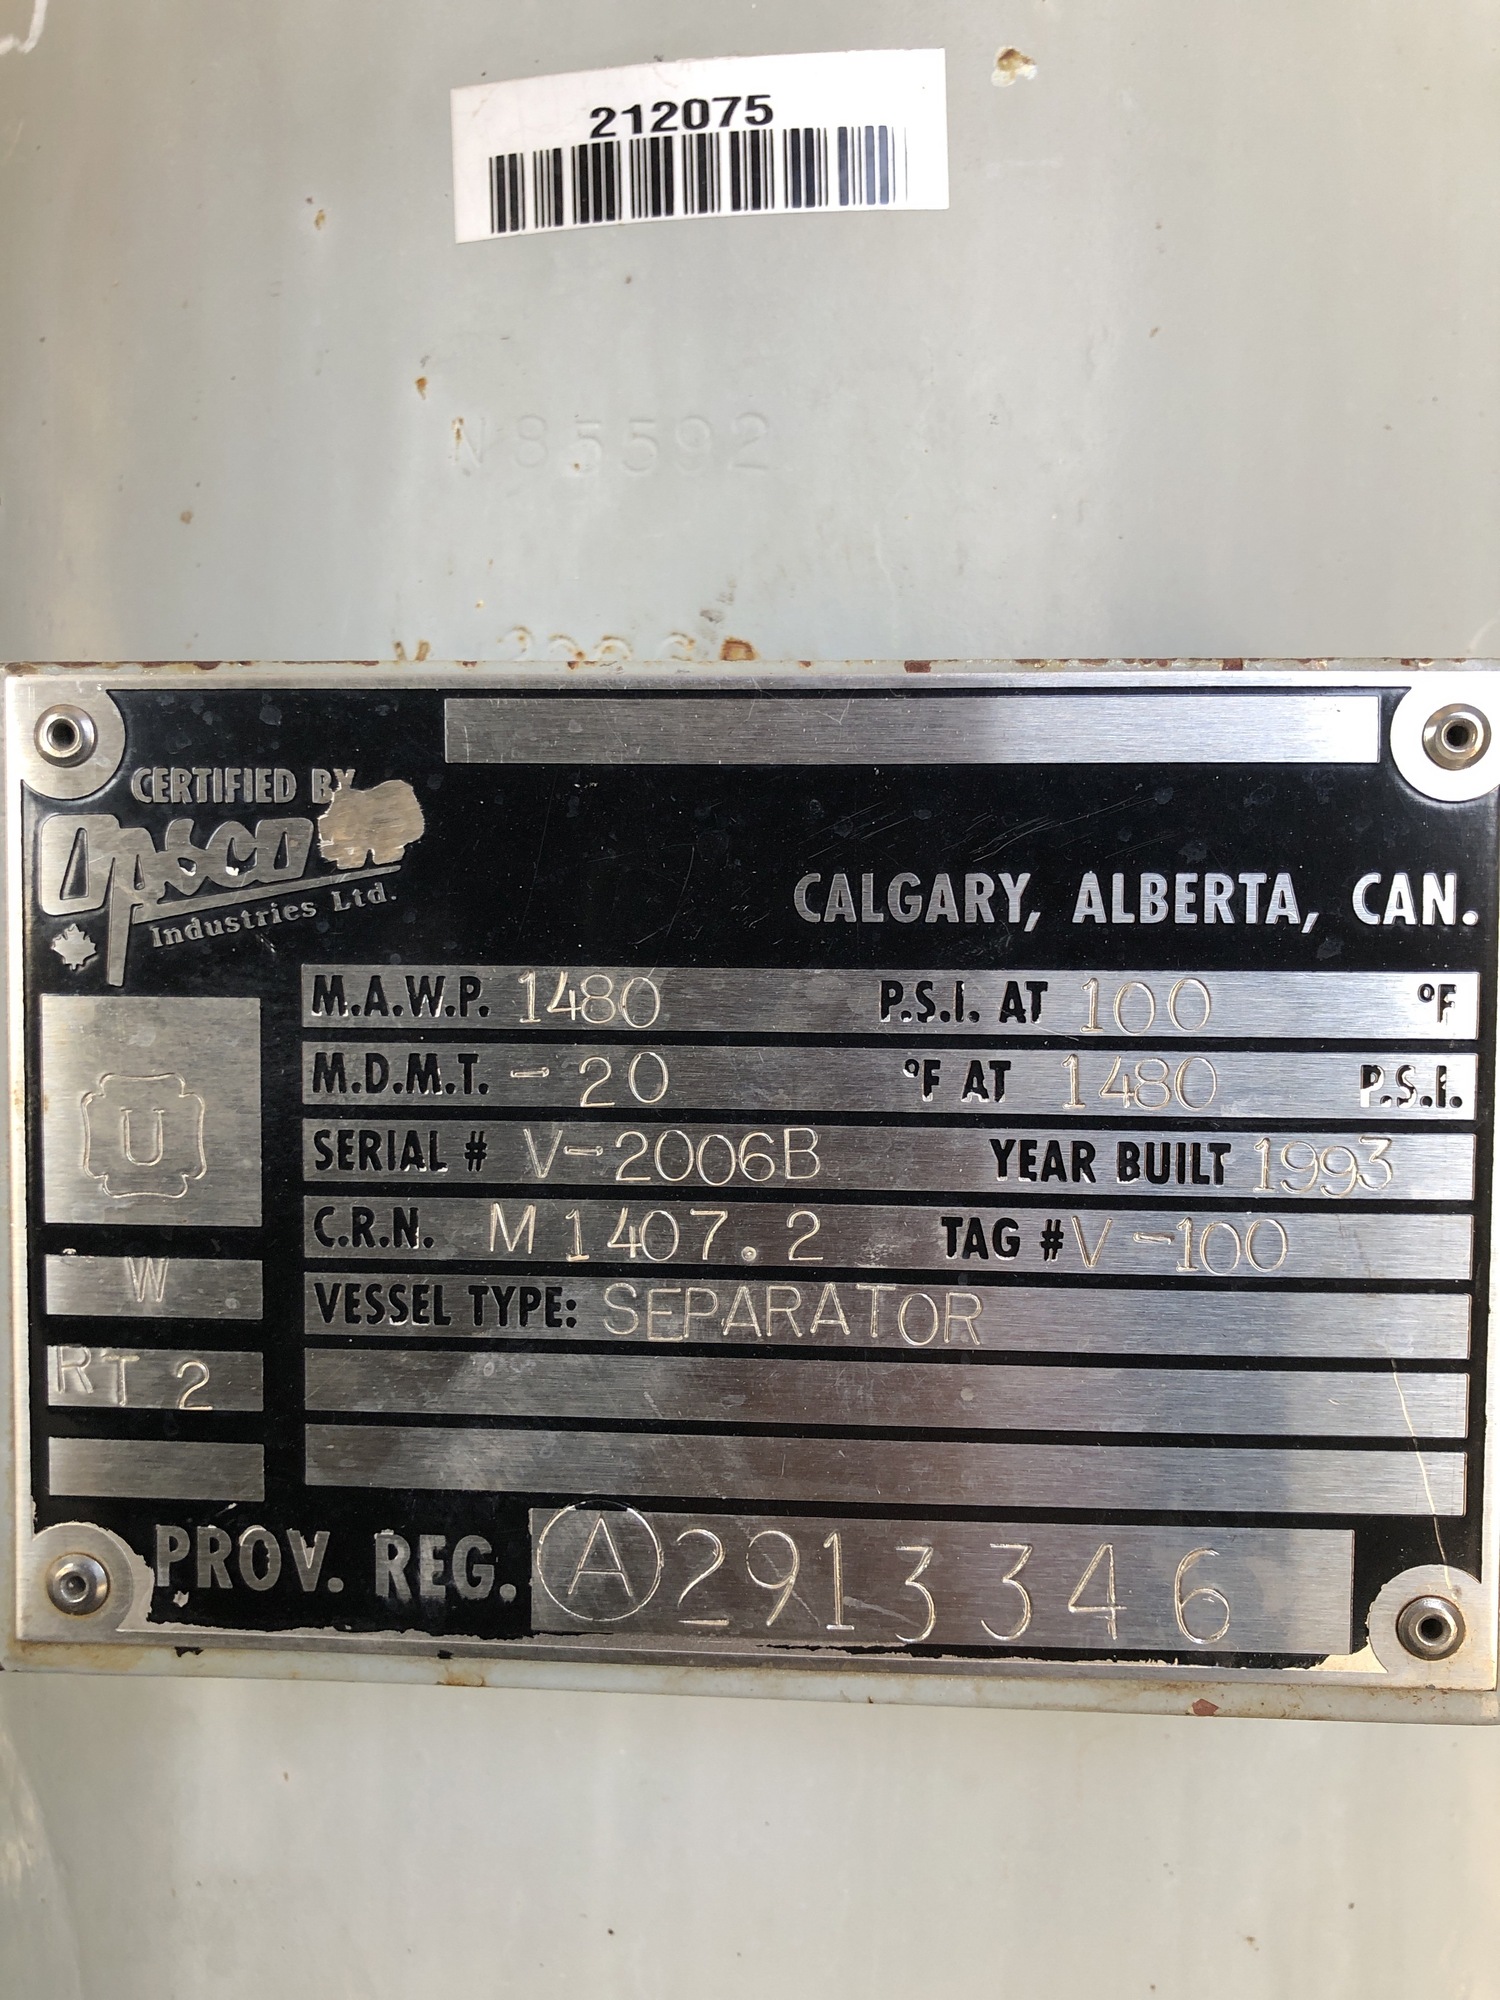 212075
N85592
CERTIFIED BY
OPSCO
Industries Ltd.
CALGARY, ALBERTA, CAN.
M.A.W.P. 1480 P.S.I. AT 100 °F
M.D.M.T. -20 °F AT 1480 P.S.I.
U
SERIAL # V-2006B YEAR BUILT 1993
C.R.N. M1407.2 TAG # V-100
W
VESSEL TYPE: SEPARATOR
RT 2
PROV. REG. A 2913346